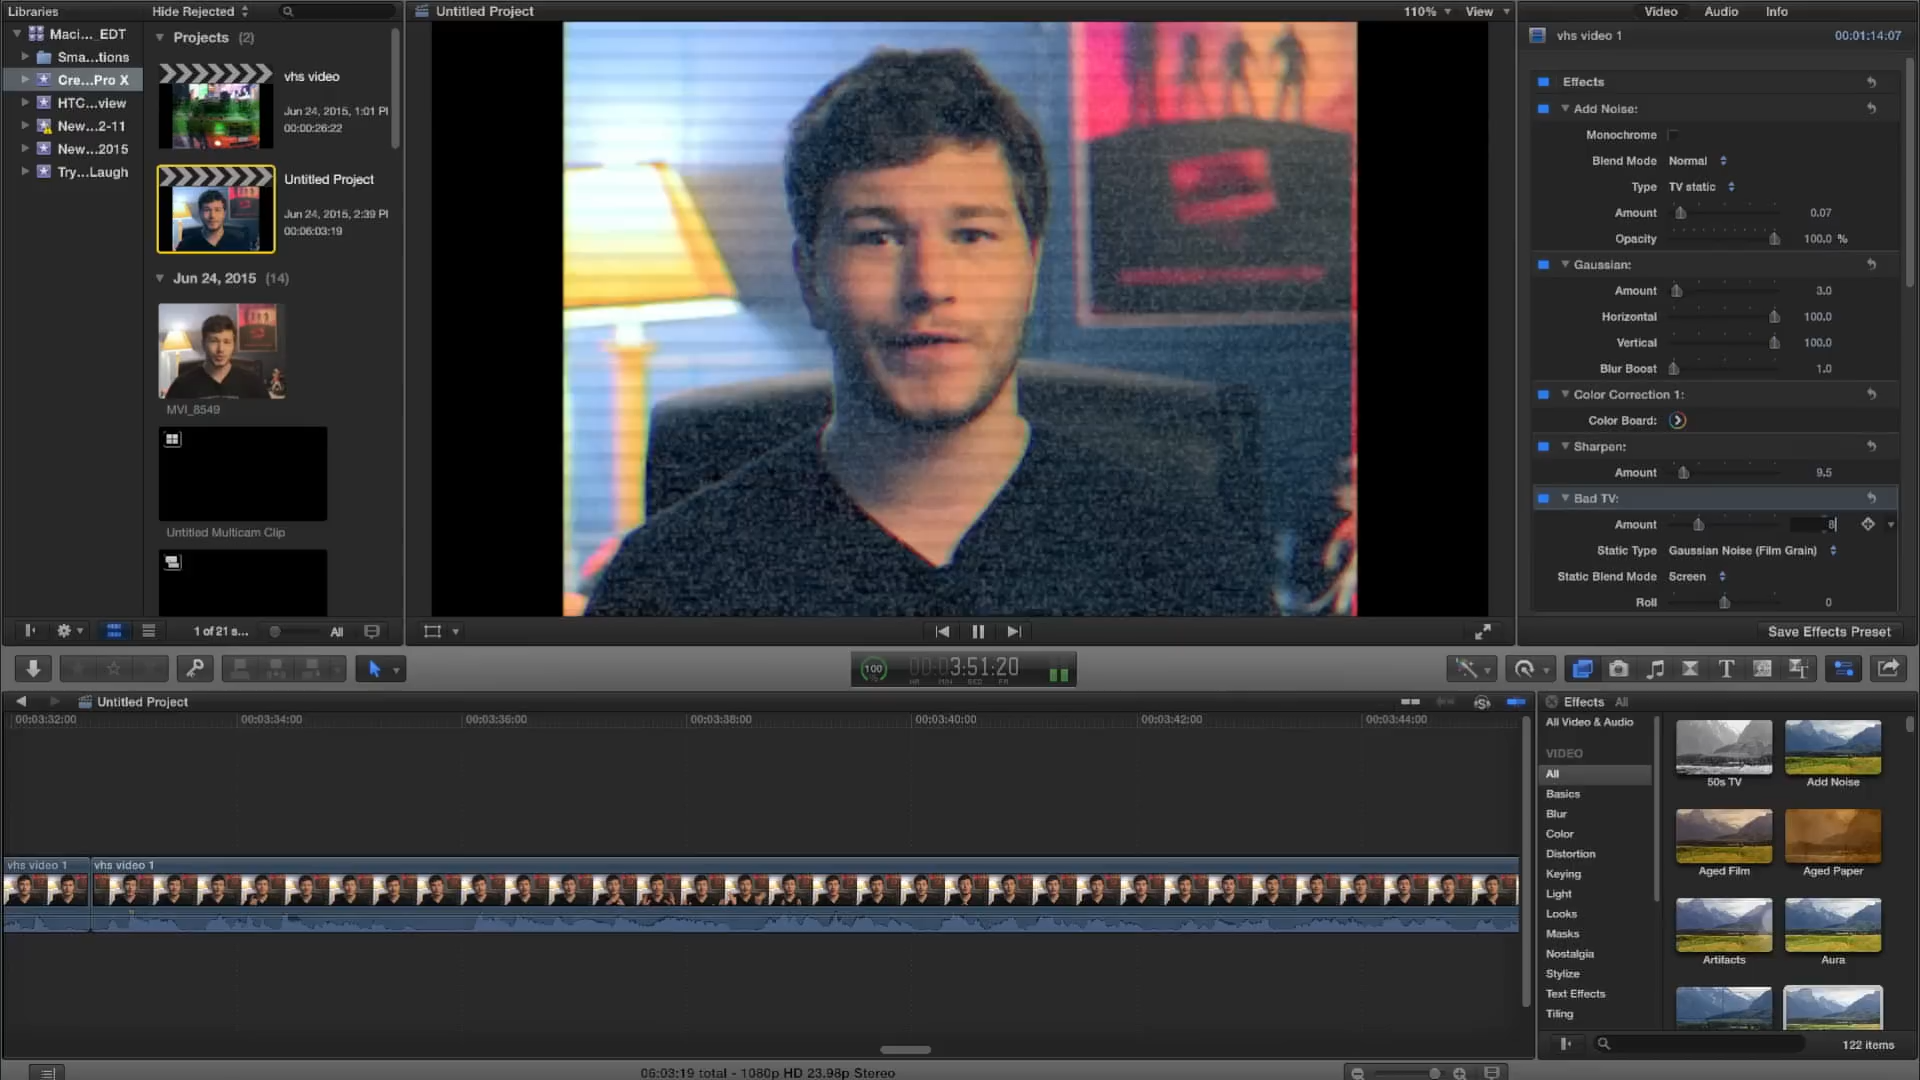 Libraries
Hide Rejected
Untitled Project
110%
View
Video
Audio
Info
Maci..._EDT
Sma...tions
Cre...Pro X
HTC...view
New...2-11
New...2015
Try...Laugh
Projects (2)
vhs video
Jun 24, 2015, 1:01 PI
00:00:26:22
Untitled Project
Jun 24, 2015, 2:39 PI
00:06:03:19
Jun 24, 2015 (14)
MVI_8549
Untitled Multicam Clip
1 of 21 s...
All
vhs video 1
00:01:14:07
Effects
Add Noise:
Monochrome
Blend Mode Normal
Type TV static
Amount 0.07
Opacity 100.0 %
Gaussian:
Amount 3.0
Horizontal 100.0
Vertical 100.0
Blur Boost 1.0
Color Correction 1:
Color Board:
Sharpen:
Amount 9.5
Bad TV:
Amount 8
Static Type Gaussian Noise (Film Grain)
Static Blend Mode Screen
Roll 0
Save Effects Preset
100
%
00:03:51:20
HR MIN SEC FR
Untitled Project
00:03:32:00
00:03:34:00
00:03:36:00
00:03:38:00
00:03:40:00
00:03:42:00
00:03:44:00
vhs video 1
vhs video 1
Effects All
All Video & Audio
VIDEO
All
Basics
Blur
Color
Distortion
Keying
Light
Looks
Masks
Nostalgia
Stylize
Text Effects
Tiling
50s TV
Add Noise
Aged Film
Aged Paper
Artifacts
Aura
122 items
06:03:19 total - 1080p HD 23.98p Stereo